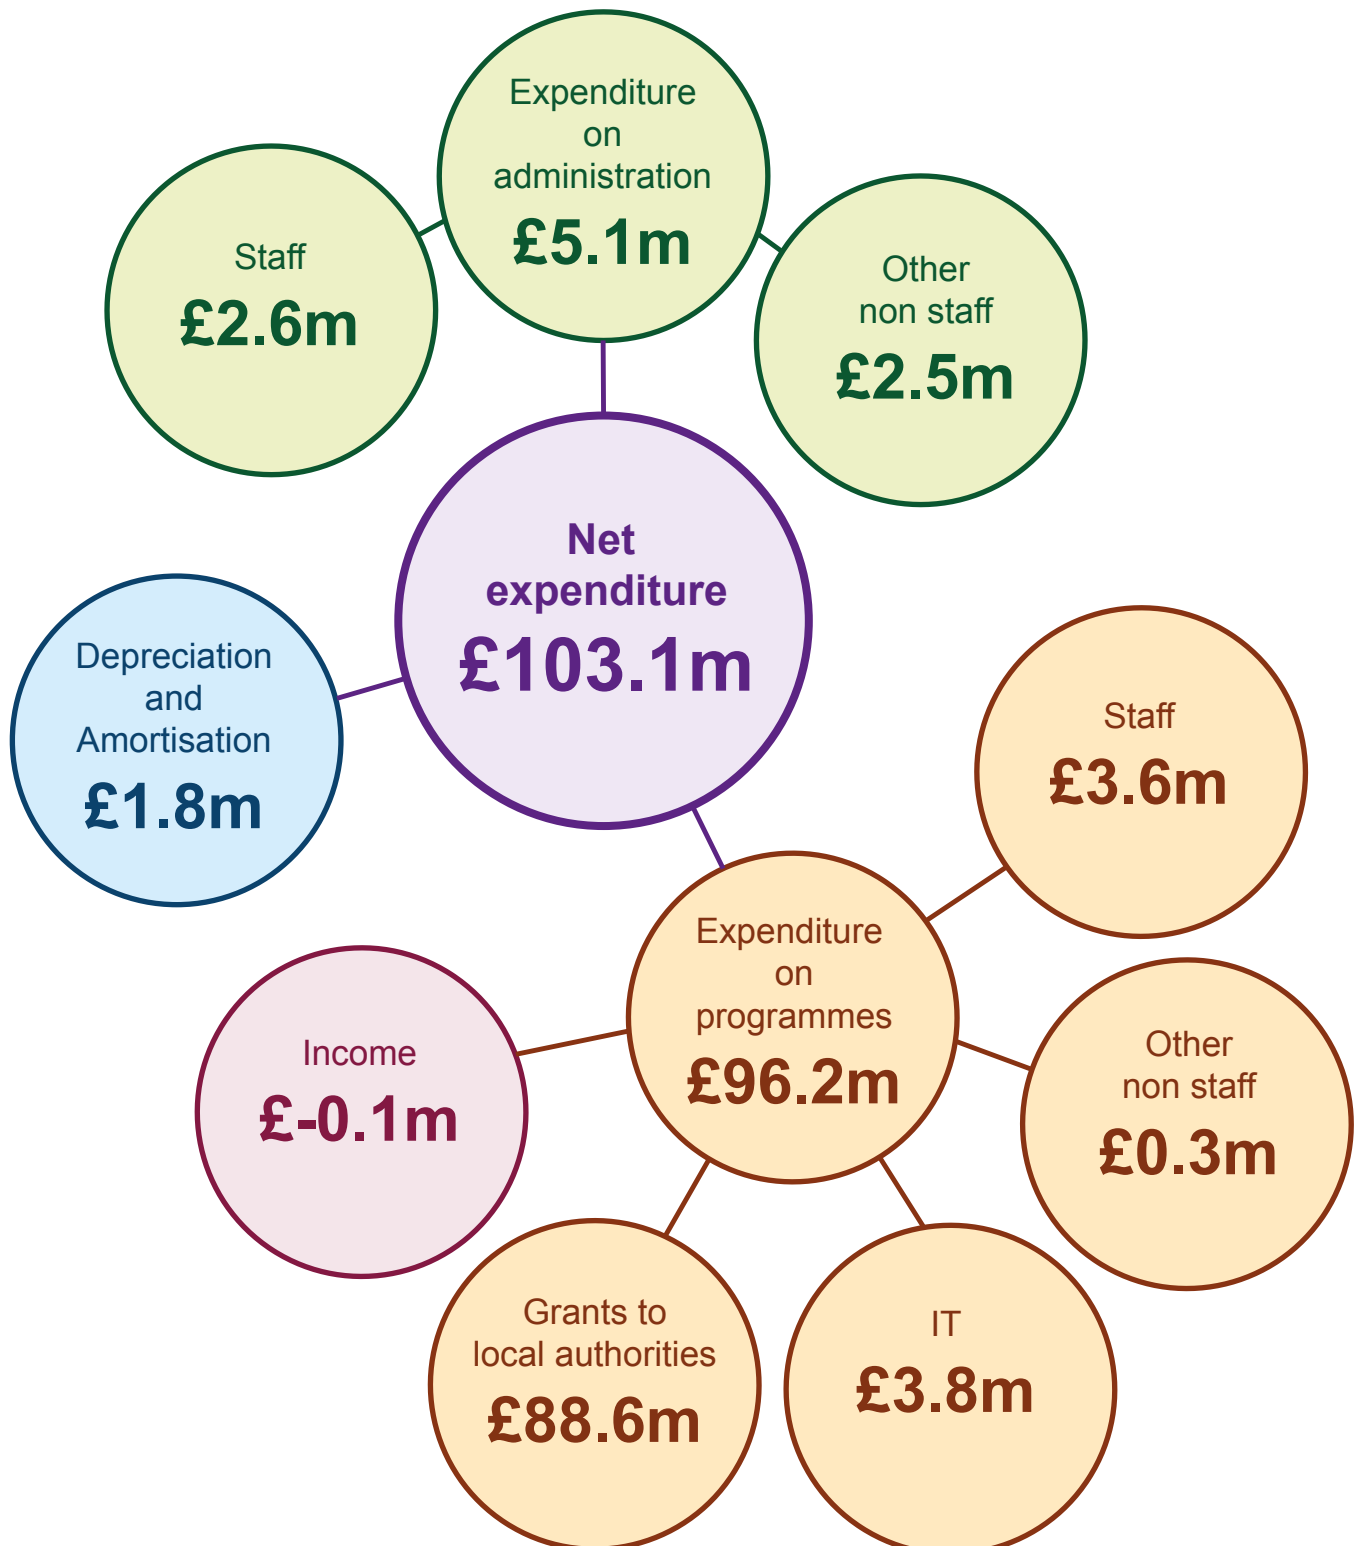 Expenditure
on
administration
£5.1m
Staff
£2.6m
Other
non staff
£2.5m
Net
expenditure
£103.1m
Depreciation
and
Amortisation
£1.8m
Staff
£3.6m
Expenditure
on
programmes
£96.2m
Income
£-0.1m
Other
non staff
£0.3m
Grants to
local authorities
£88.6m
IT
£3.8m